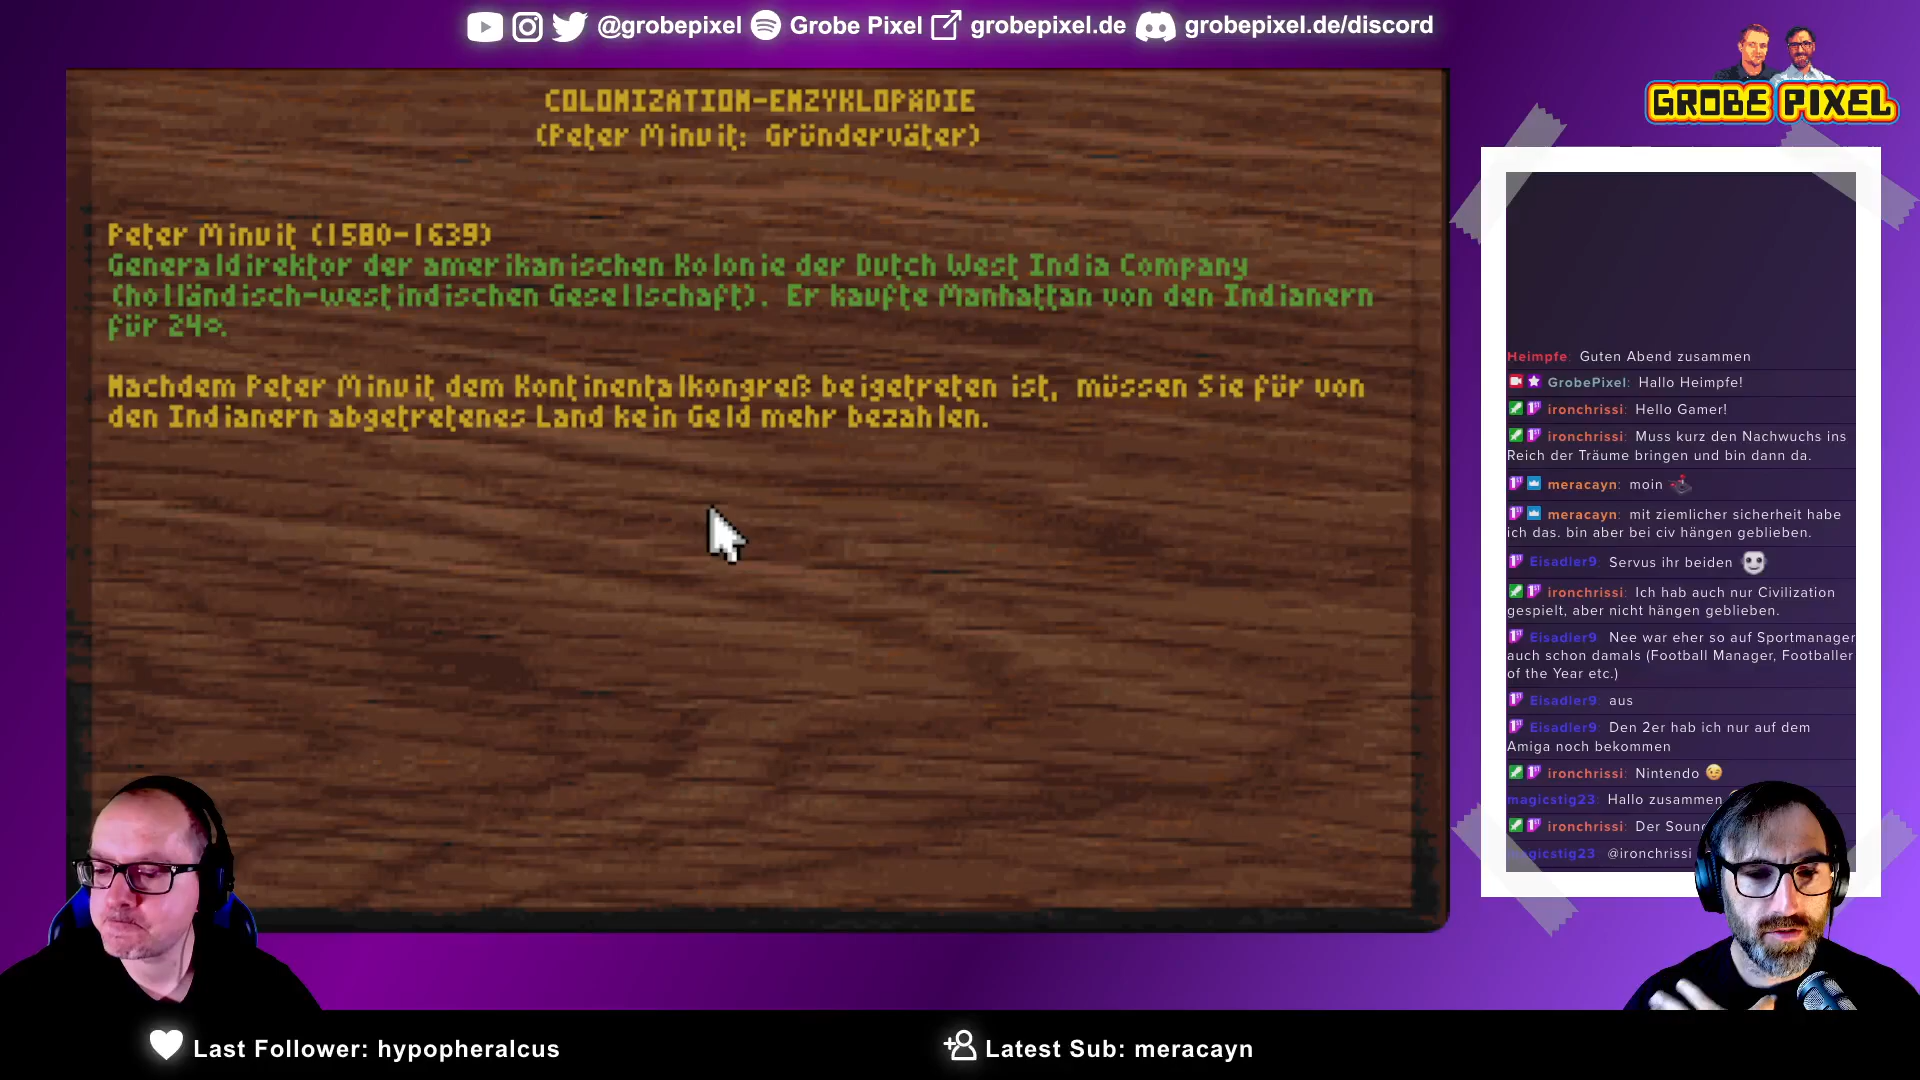 @grobepixel Grobe Pixel grobepixel.de grobepixel.de/discord
GROBE PIXEL
COLONIZATION-ENZYKLOPÄDIE
(Peter Minuit: Gründerväter)
Peter Minuit (1580-1639)
Generaldirektor der amerikanischen Kolonie der Dutch West India Company
(holländisch-westindischen Gesellschaft). Er kaufte Manhattan von den Indianern
für 24¤.
Nachdem Peter Minuit dem Kontinentalkongreß beigetreten ist, müssen Sie für von
den Indianern abgetretenes Land kein Geld mehr bezahlen.
Heimpfe: Guten Abend zusammen
GrobePixel: Hallo Heimpfe!
ironchrissi: Hello Gamer!
ironchrissi: Muss kurz den Nachwuchs ins
Reich der Träume bringen und bin dann da.
meracayn: moin
meracayn: mit ziemlicher sicherheit habe
ich das. bin aber bei civ hängen geblieben.
Eisadler9: Servus ihr beiden
ironchrissi: Ich hab auch nur Civilization
gespielt, aber nicht hängen geblieben.
Eisadler9: Nee war eher so auf Sportmanager
auch schon damals (Football Manager, Footballer
of the Year etc.)
Eisadler9: aus
Eisadler9: Den 2er hab ich nur auf dem
Amiga noch bekommen
ironchrissi: Nintendo
magicstig23: Hallo zusammen
ironchrissi: Der
magicstig23: @ironchrissi
Last Follower: hypopheralcus
Latest Sub: meracayn